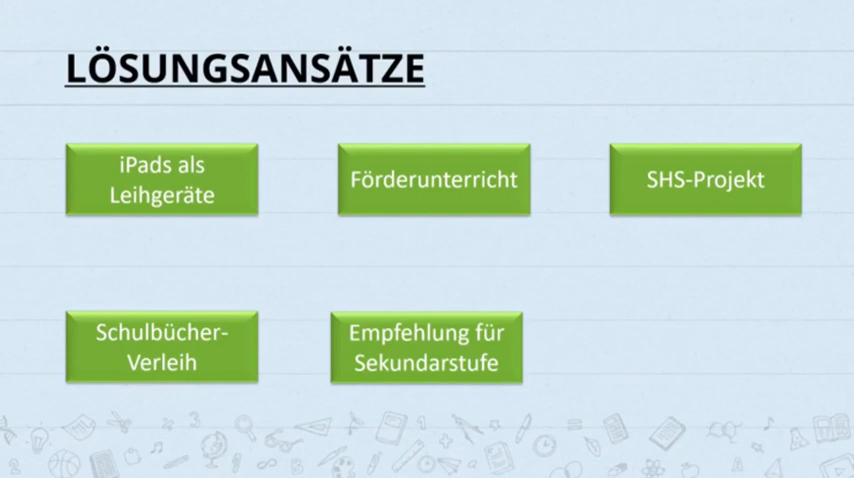 LÖSUNGSANSÄTZE
iPads als
Leihgeräte
Förderunterricht
SHS-Projekt
Schulbücher-
Verleih
Empfehlung für
Sekundarstufe